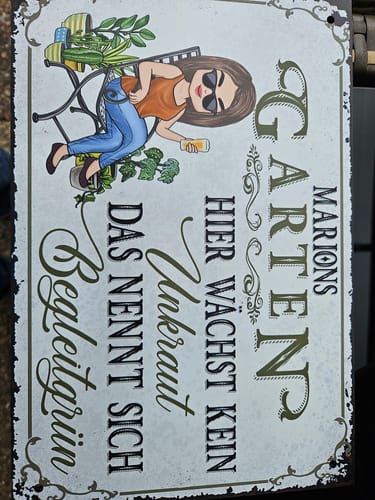 MARIONS
GARTEN
HIER WÄCHST KEIN
Unkraut
DAS NENNT SICH
Begleitgrün